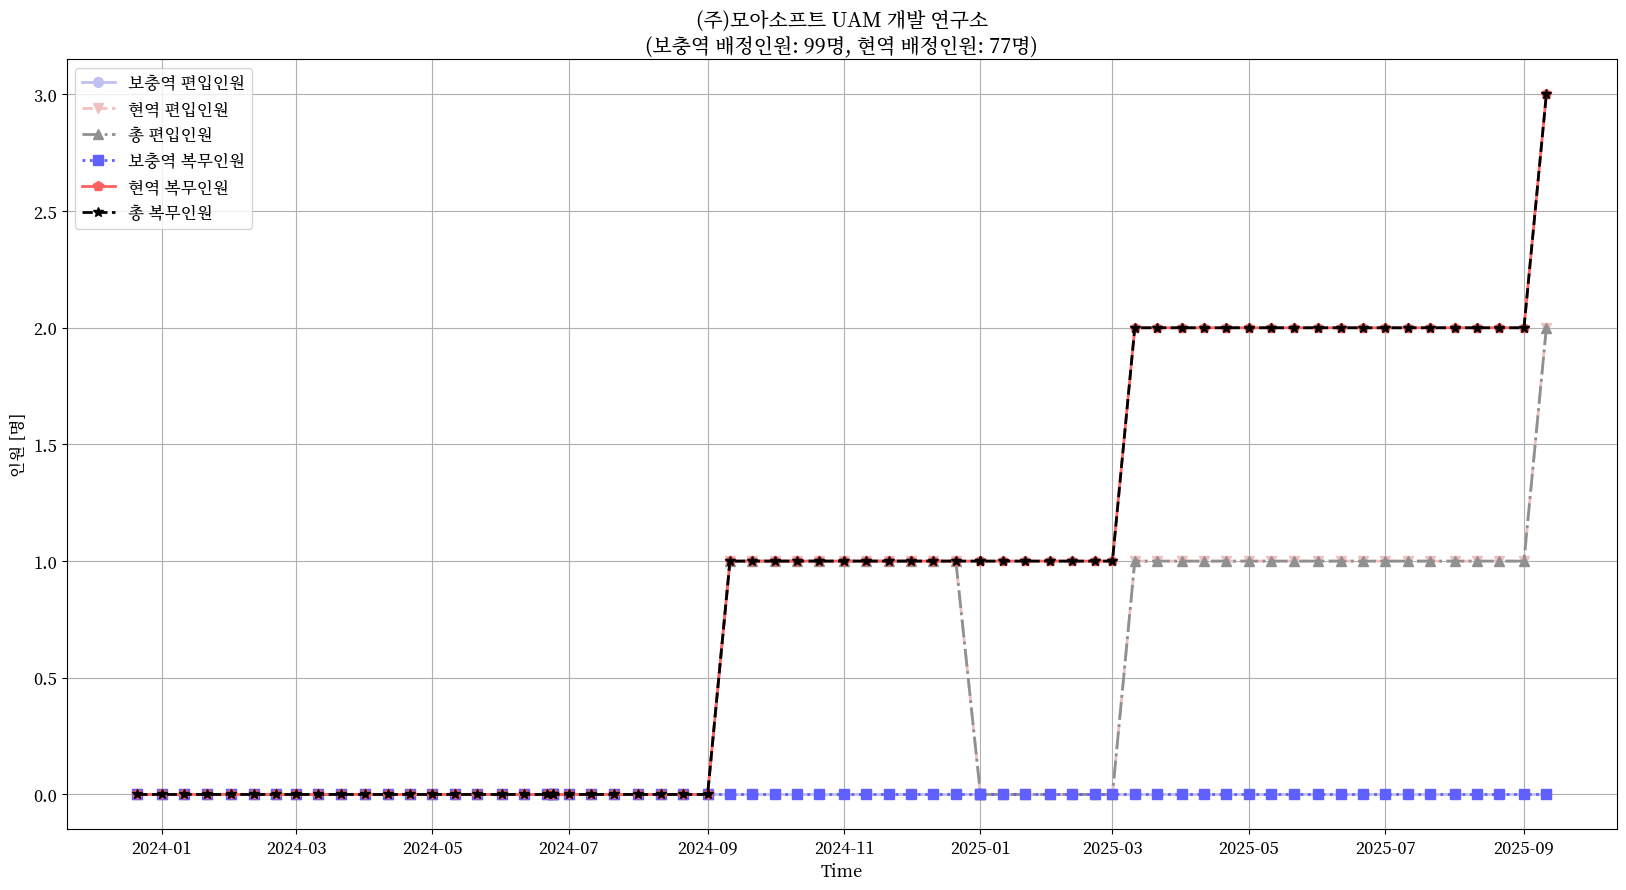 (주)모아소프트 UAM 개발 연구소
(보충역 배정인원: 99명, 현역 배정인원: 77명)
보충역 편입인원
현역 편입인원
총 편입인원
보충역 복무인원
현역 복무인원
총 복무인원
3.0
2.5
2.0
1.5
1.0
0.5
0.0
인원 [명]
2024-01
2024-03
2024-05
2024-07
2024-09
2024-11
2025-01
2025-03
2025-05
2025-07
2025-09
Time